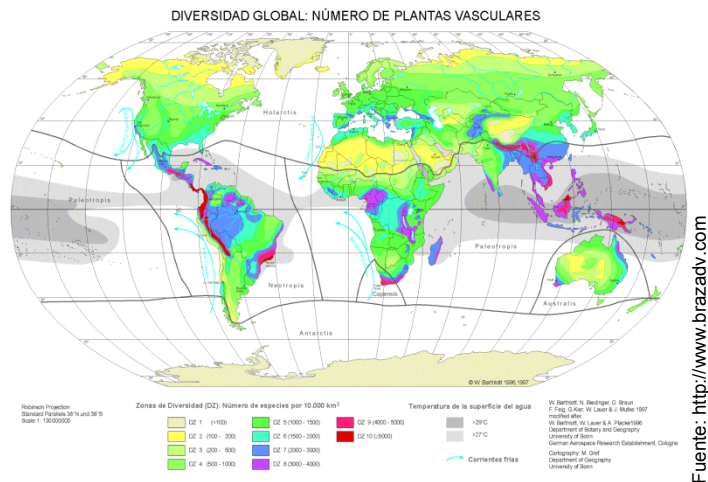 DIVERSIDAD GLOBAL: NÚMERO DE PLANTAS VASCULARES
Holarctis
Paleotropis
Paleotropis
Neotropis
Capensis
Australis
Antarctis
© W. Barthlott 1996,1997
Robinson Projection
Standard Parallels 38°N und 38°S
Scale 1: 130000000
Zonas de Diversidad (DZ): Número de especies por 10.000 km²
DZ 1 (<100)
DZ 2 (100 - 200)
DZ 3 (200 - 500)
DZ 4 (500 - 1000)
DZ 5 (1000 - 1500)
DZ 6 (1500 - 2000)
DZ 7 (2000 - 3000)
DZ 8 (3000 - 4000)
DZ 9 (4000 - 5000)
DZ 10 (≥5000)
Temperatura de la superficie del agua
>29°C
>27°C
Corrientes frías
W. Barthlott, N. Biedinger, G. Braun
F. Feig, G. Kier, W. Lauer & J. Mutke 1997
modified after
W. Barthlott, W. Lauer & A. Placke 1996
Department of Botany and Geography
University of Bonn
German Aerospace Research Establishment, Cologne
Cartography: M. Gref
Department of Geography
University of Bonn
Fuente: http://www.brazadv.com